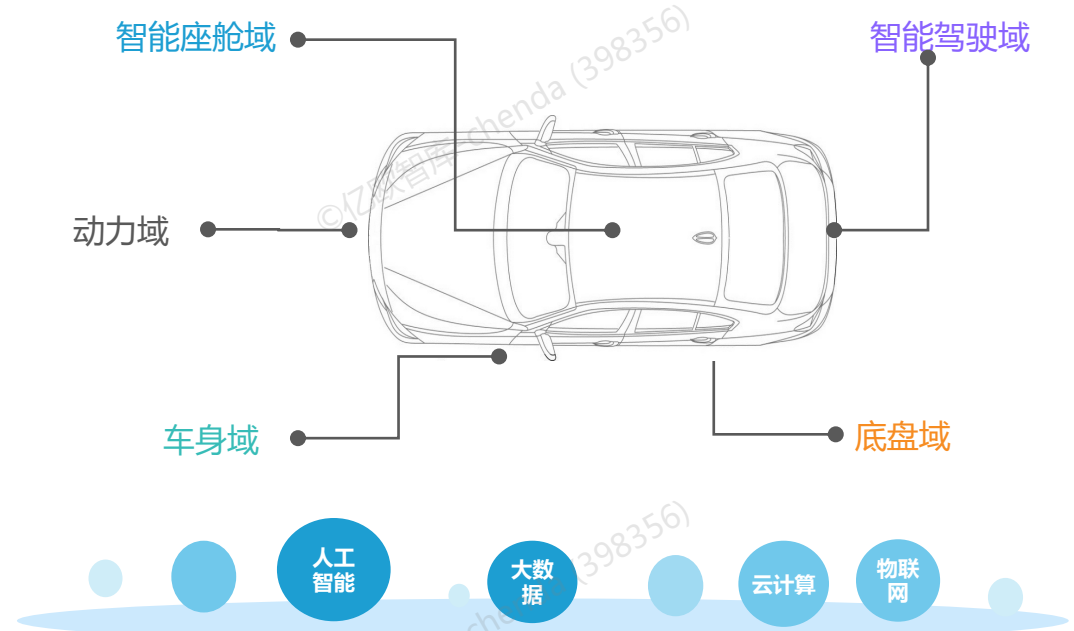 智能座舱域
智能驾驶域
©亿欧智库-chenda (398356)
动力域
车身域
底盘域
人工
智能
大数
据
云计算
物联
网
che
(398356)